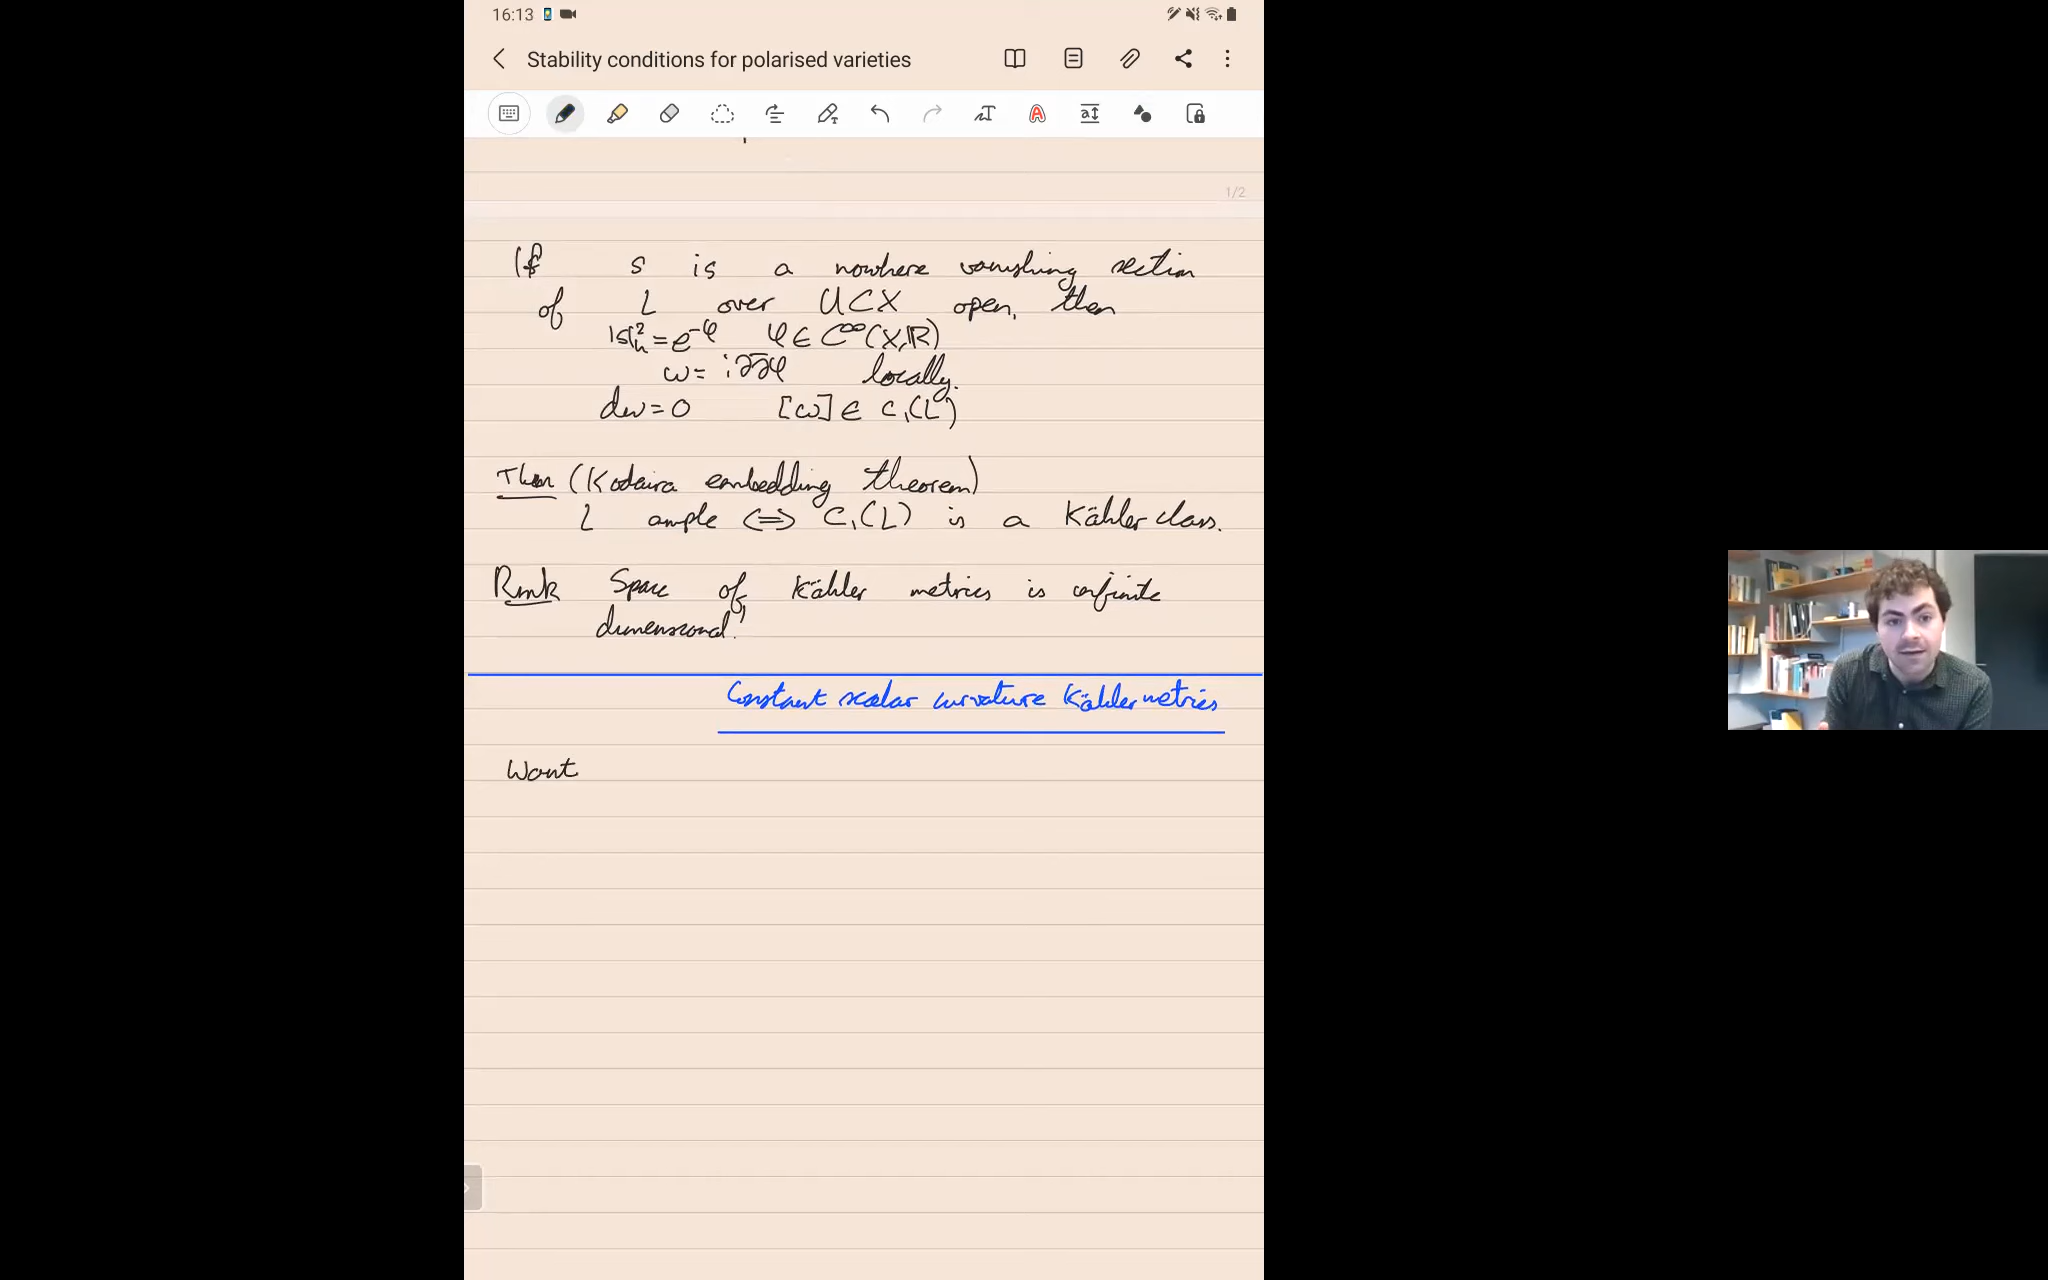 16:13
Stability conditions for polarised varieties
1/2
If s is a nowhere vanishing section
of L over U⊂X open, then
|s|²_h = e^{-φ} φ ∈ C^∞(X,ℝ)
ω = i∂∂̄φ locally.
dω = 0 [ω] ∈ c₁(L)
Thm (Kodaira embedding theorem)
L ample ⟺ C₁(L) is a Kähler class.
Rmk Space of Kähler metrics is infinite
dimensional!
Constant scalar curvature Kähler metrics
Want